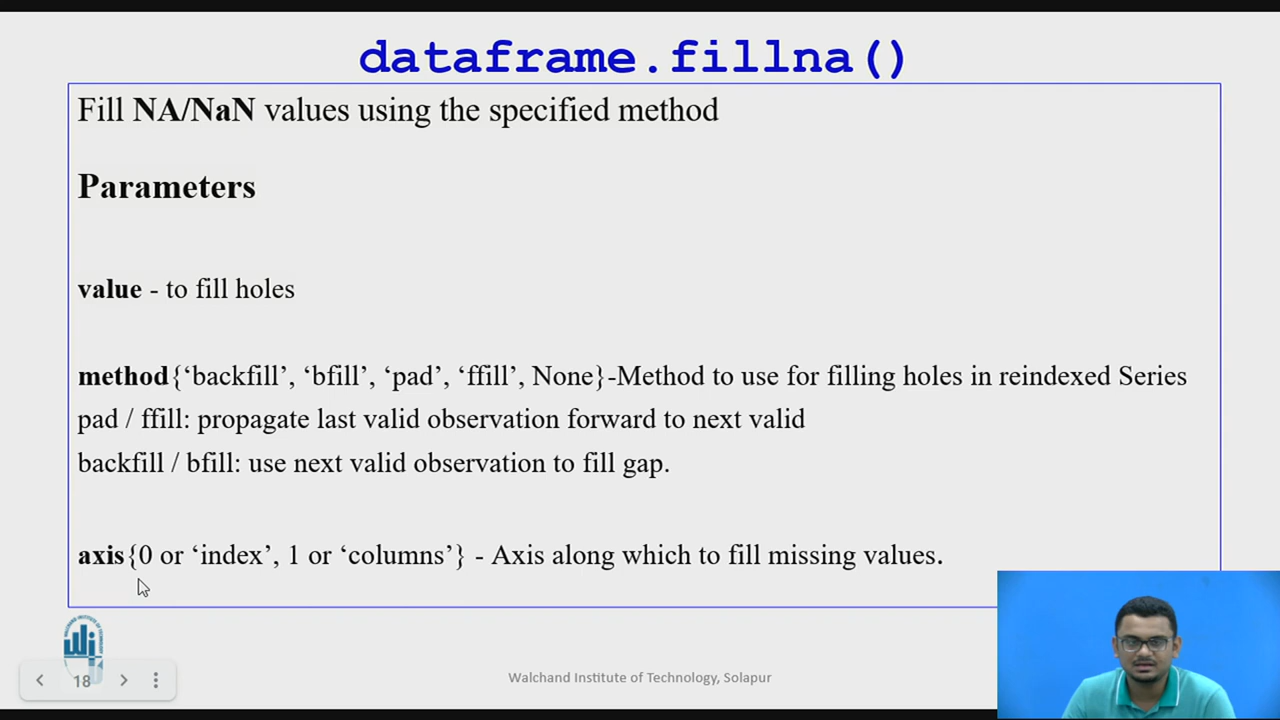 dataframe.fillna()
Fill NA/NaN values using the specified method
Parameters
value - to fill holes
method{‘backfill’, ‘bfill’, ‘pad’, ‘ffill’, None}-Method to use for filling holes in reindexed Series
pad / ffill: propagate last valid observation forward to next valid
backfill / bfill: use next valid observation to fill gap.
axis{0 or ‘index’, 1 or ‘columns’} - Axis along which to fill missing values.
18
Walchand Institute of Technology, Solapur